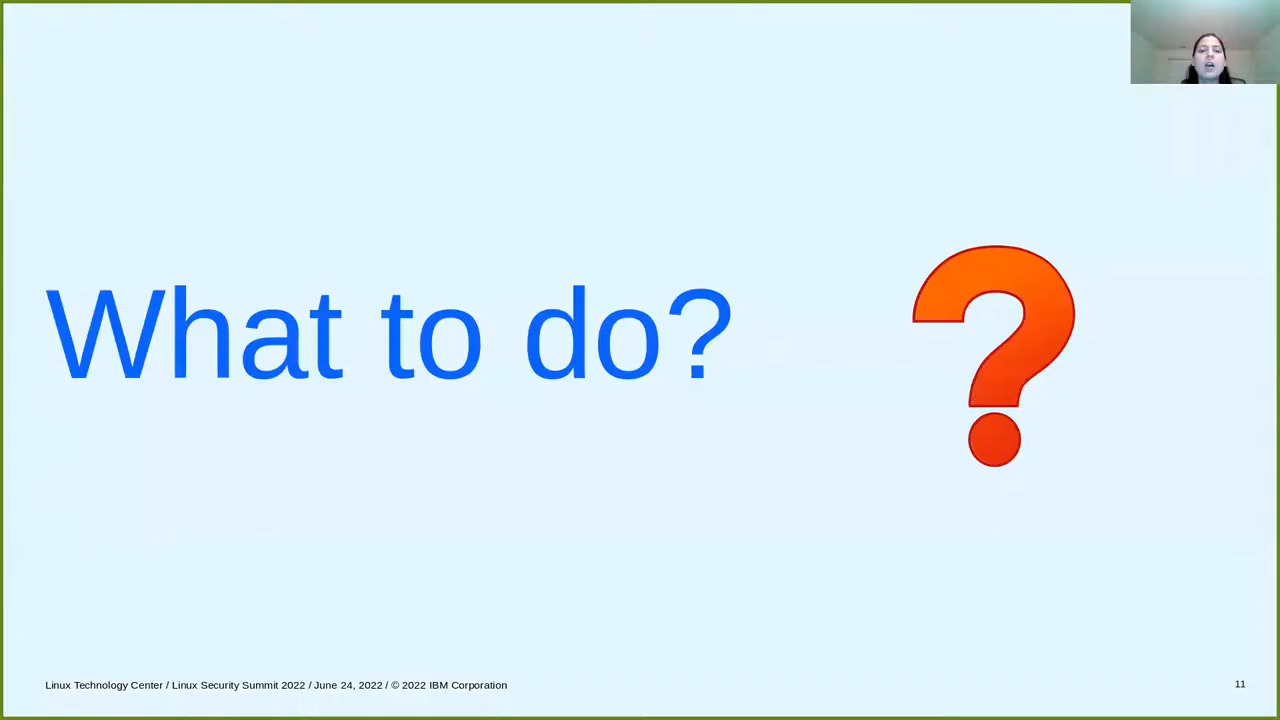 What to do?
Linux Technology Center / Linux Security Summit 2022 / June 24, 2022 / © 2022 IBM Corporation
11